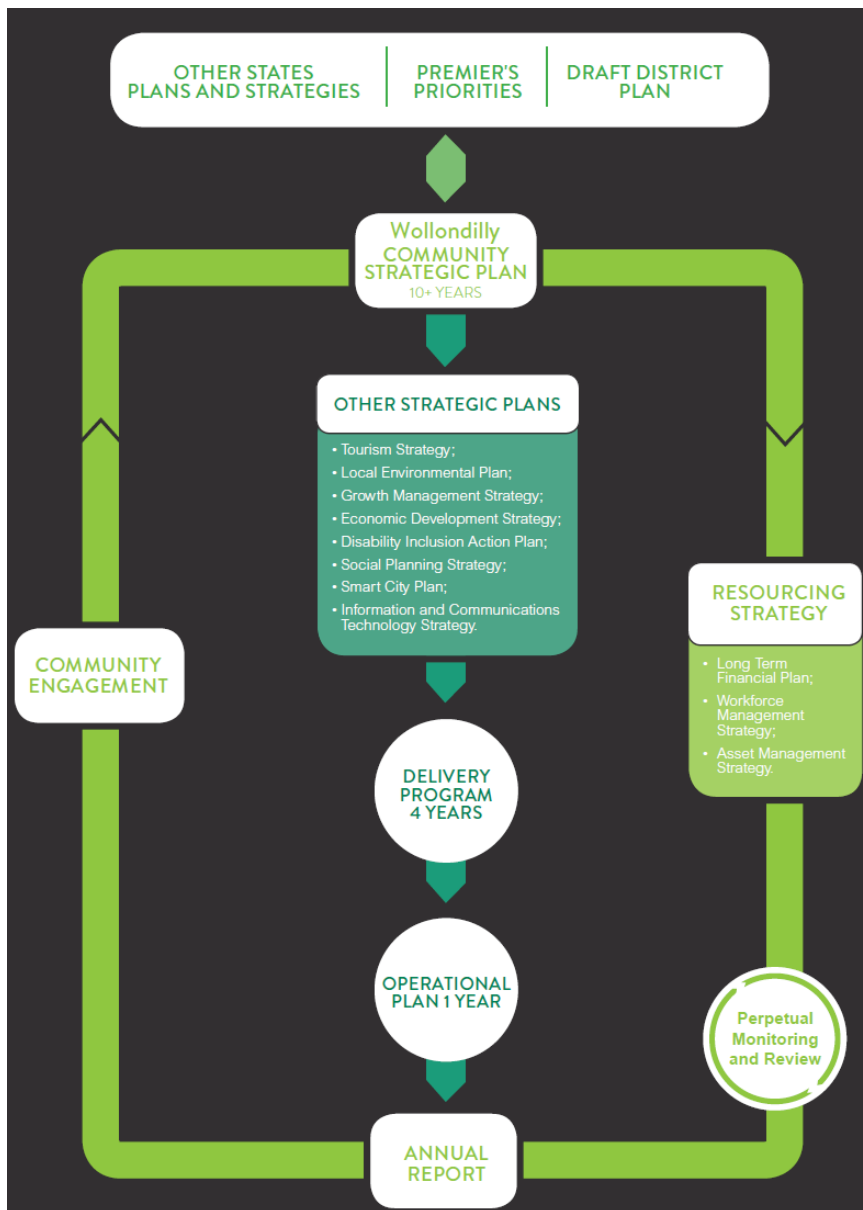 OTHER STATES
PLANS AND STRATEGIES
PREMIER'S
PRIORITIES
DRAFT DISTRICT
PLAN
Wollondilly
COMMUNITY
STRATEGIC PLAN
10+ YEARS
OTHER STRATEGIC PLANS
• Tourism Strategy;
• Local Environmental Plan;
• Growth Management Strategy;
• Economic Development Strategy;
• Disability Inclusion Action Plan;
• Social Planning Strategy;
• Smart City Plan;
• Information and Communications
Technology Strategy.
RESOURCING
STRATEGY
• Long Term
Financial Plan;
• Workforce
Management
Strategy;
• Asset Management
Strategy.
COMMUNITY
ENGAGEMENT
DELIVERY
PROGRAM
4 YEARS
OPERATIONAL
PLAN 1 YEAR
Perpetual
Monitoring
and Review
ANNUAL
REPORT